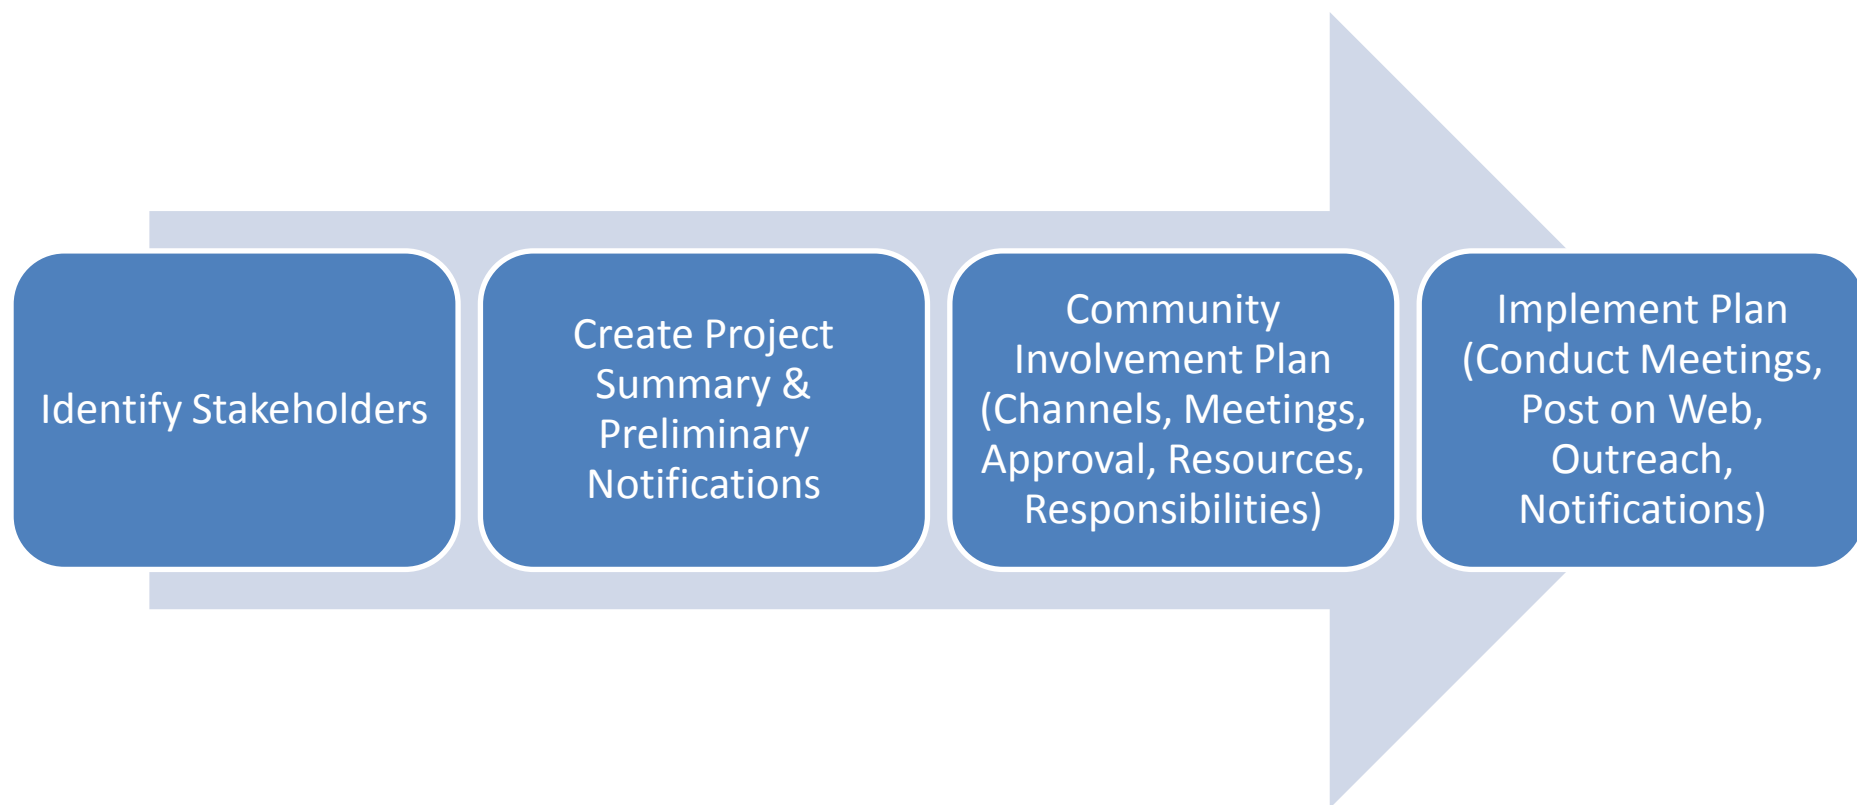 Identify Stakeholders
Create Project
Summary &
Preliminary
Notifications
Community
Involvement Plan
(Channels, Meetings,
Approval, Resources,
Responsibilities)
Implement Plan
(Conduct Meetings,
Post on Web,
Outreach,
Notifications)